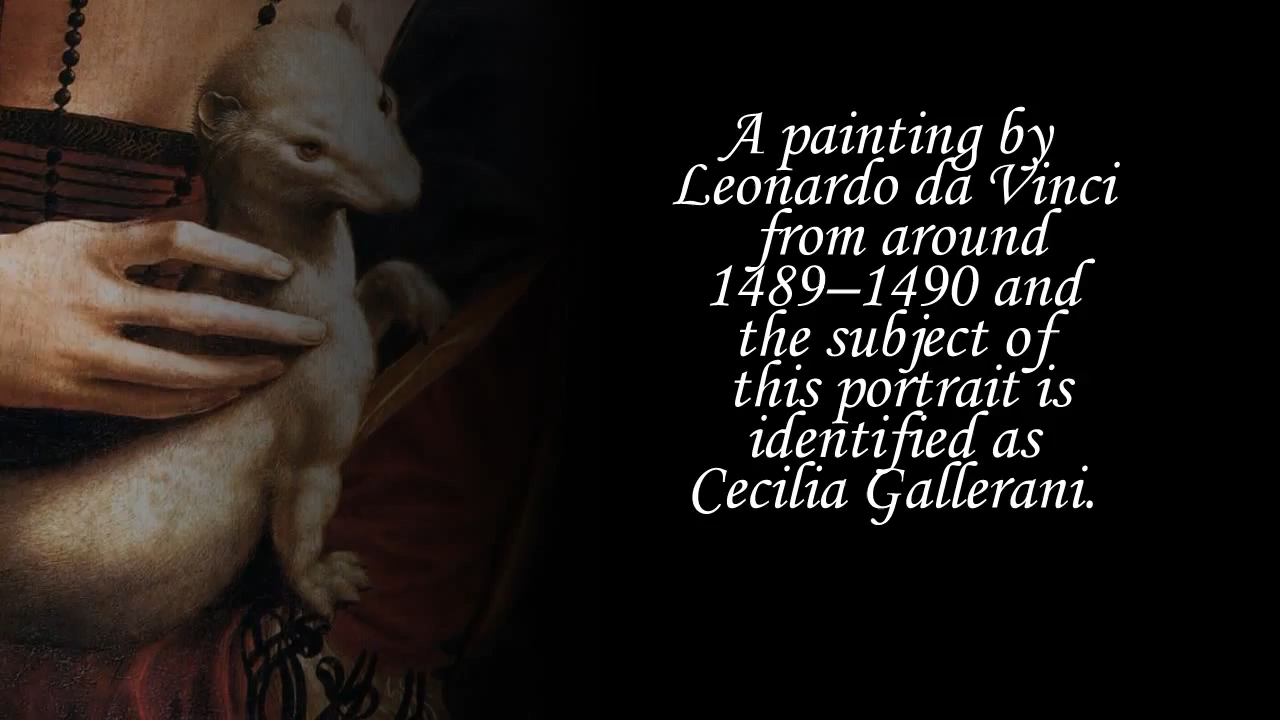 A painting by
Leonardo da Vinci
from around
1489–1490 and
the subject of
this portrait is
identified as
Cecilia Gallerani.